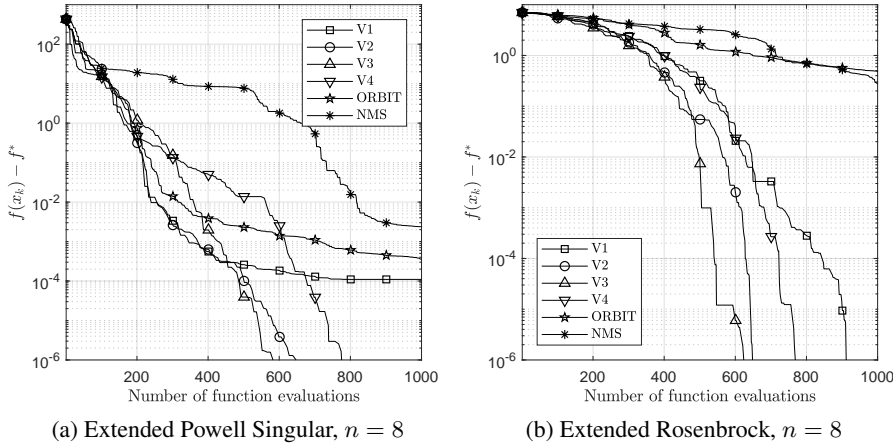 10^2
10^0
10^-2
10^-4
10^-6
f(x_k) − f*
V1
V2
V3
V4
ORBIT
NMS
200 400 600 800 1000
Number of function evaluations
(a) Extended Powell Singular, n = 8
10^0
10^-2
10^-4
10^-6
f(x_k) − f*
V1
V2
V3
V4
ORBIT
NMS
200 400 600 800 1000
Number of function evaluations
(b) Extended Rosenbrock, n = 8